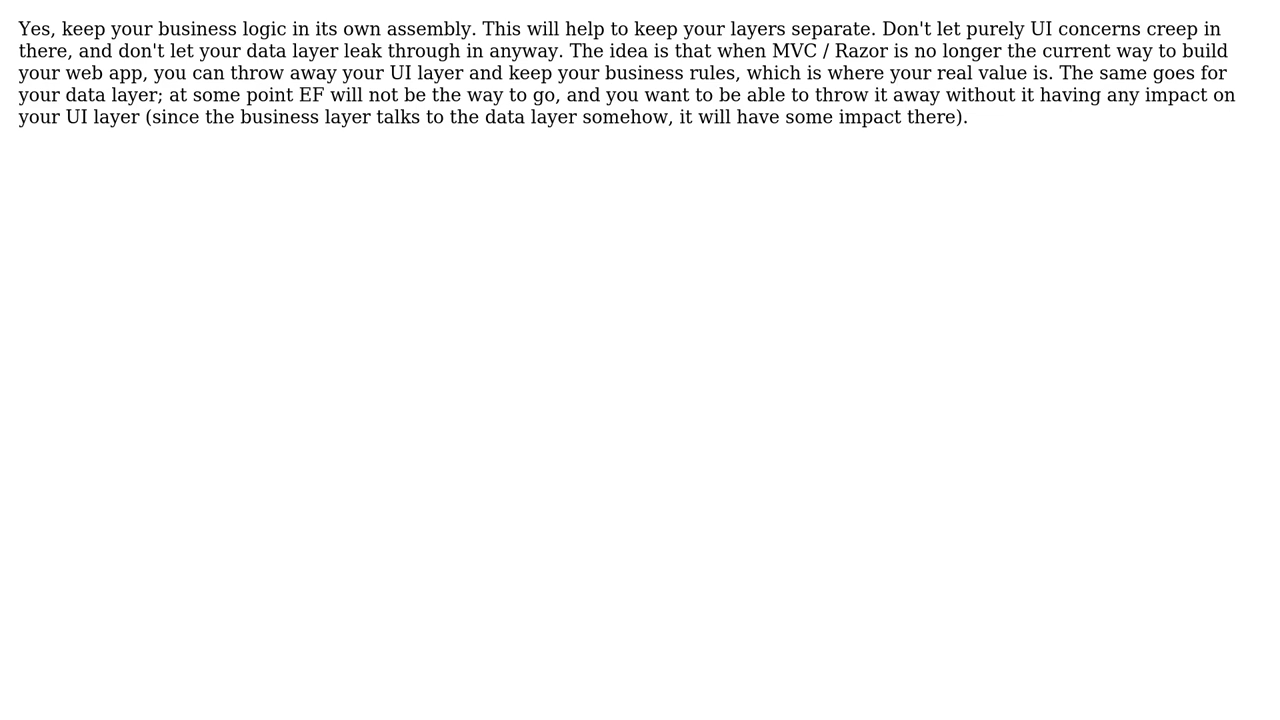 Yes, keep your business logic in its own assembly. This will help to keep your layers separate. Don't let purely UI concerns creep in
there, and don't let your data layer leak through in anyway. The idea is that when MVC / Razor is no longer the current way to build
your web app, you can throw away your UI layer and keep your business rules, which is where your real value is. The same goes for
your data layer; at some point EF will not be the way to go, and you want to be able to throw it away without it having any impact on
your UI layer (since the business layer talks to the data layer somehow, it will have some impact there).